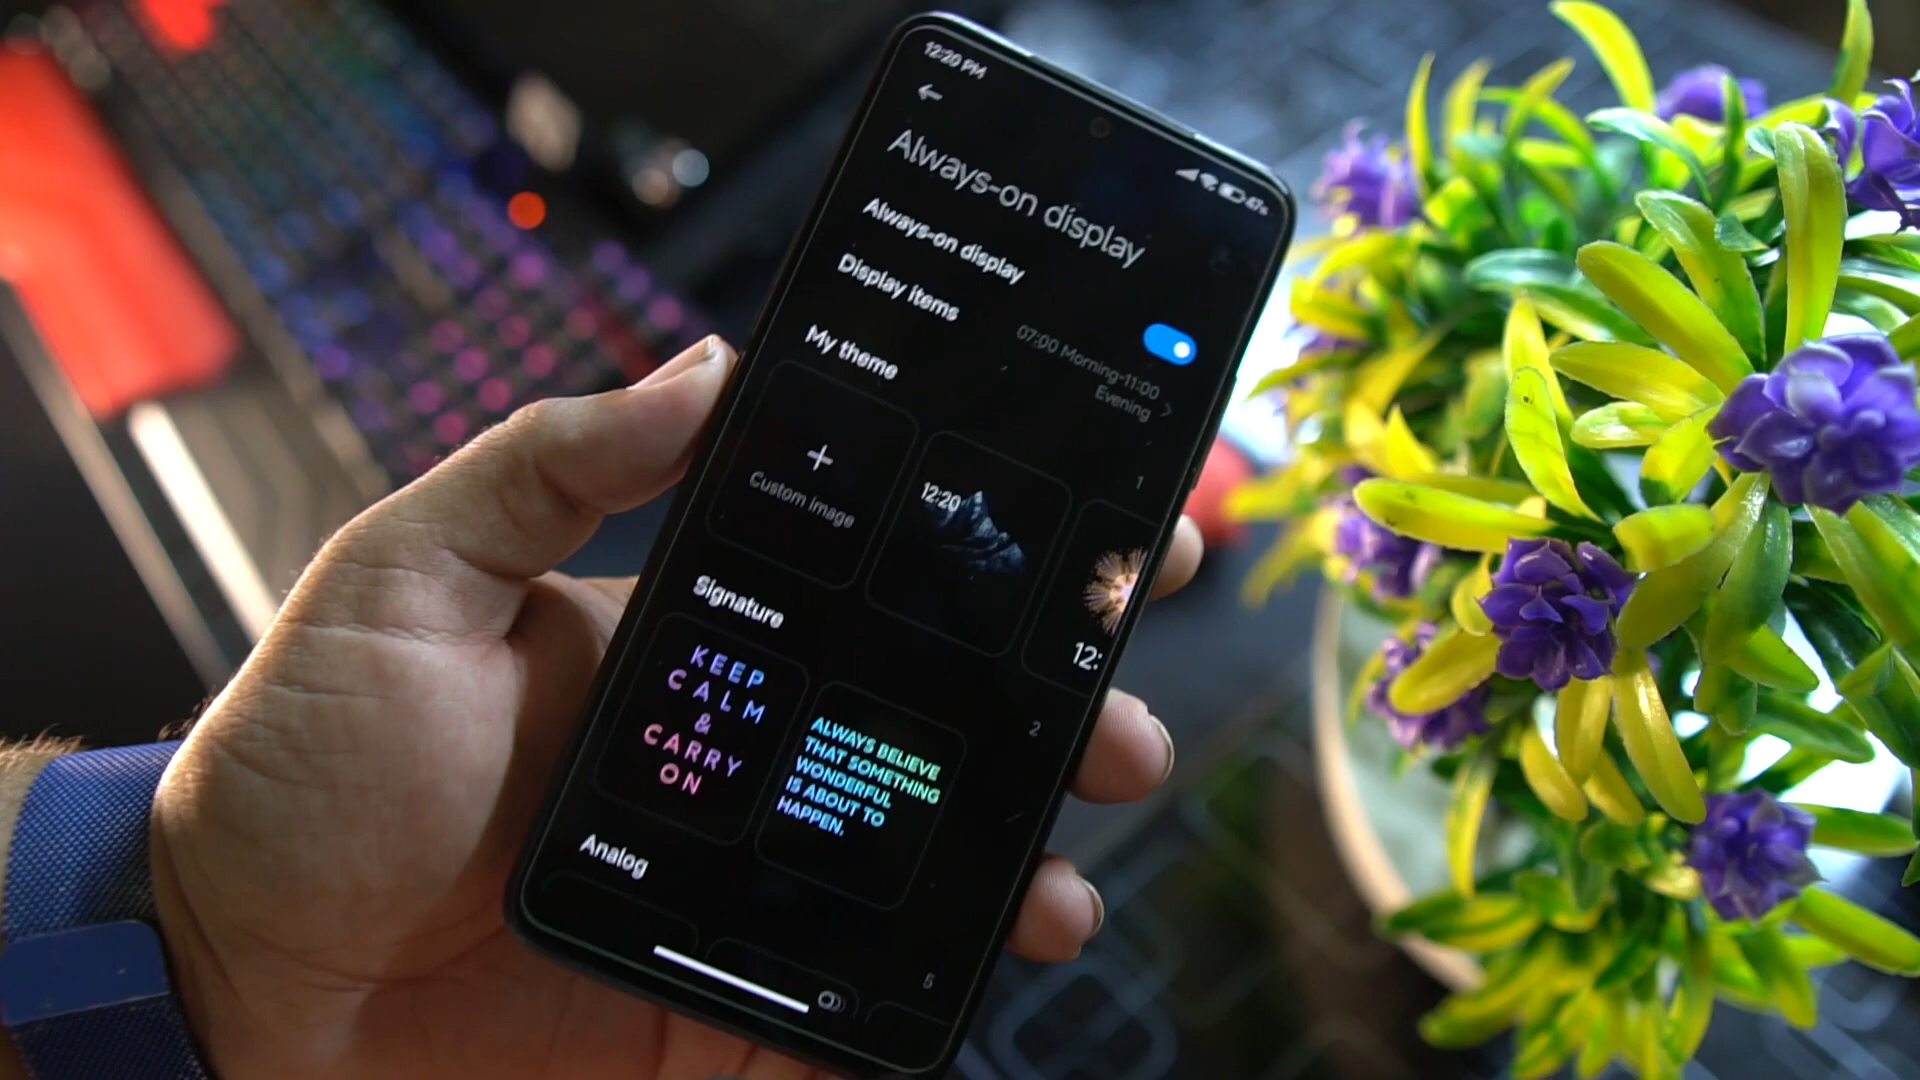 12:20 PM
47%
Always-on display
Always-on display
Display items
07:00 Morning-11:00
Evening
My theme
1
Custom image
12:20
12:
Signature
2
KEEP
CALM
&
CARRY
ON
ALWAYS BELIEVE
THAT SOMETHING
WONDERFUL
IS ABOUT TO
HAPPEN.
Analog
5